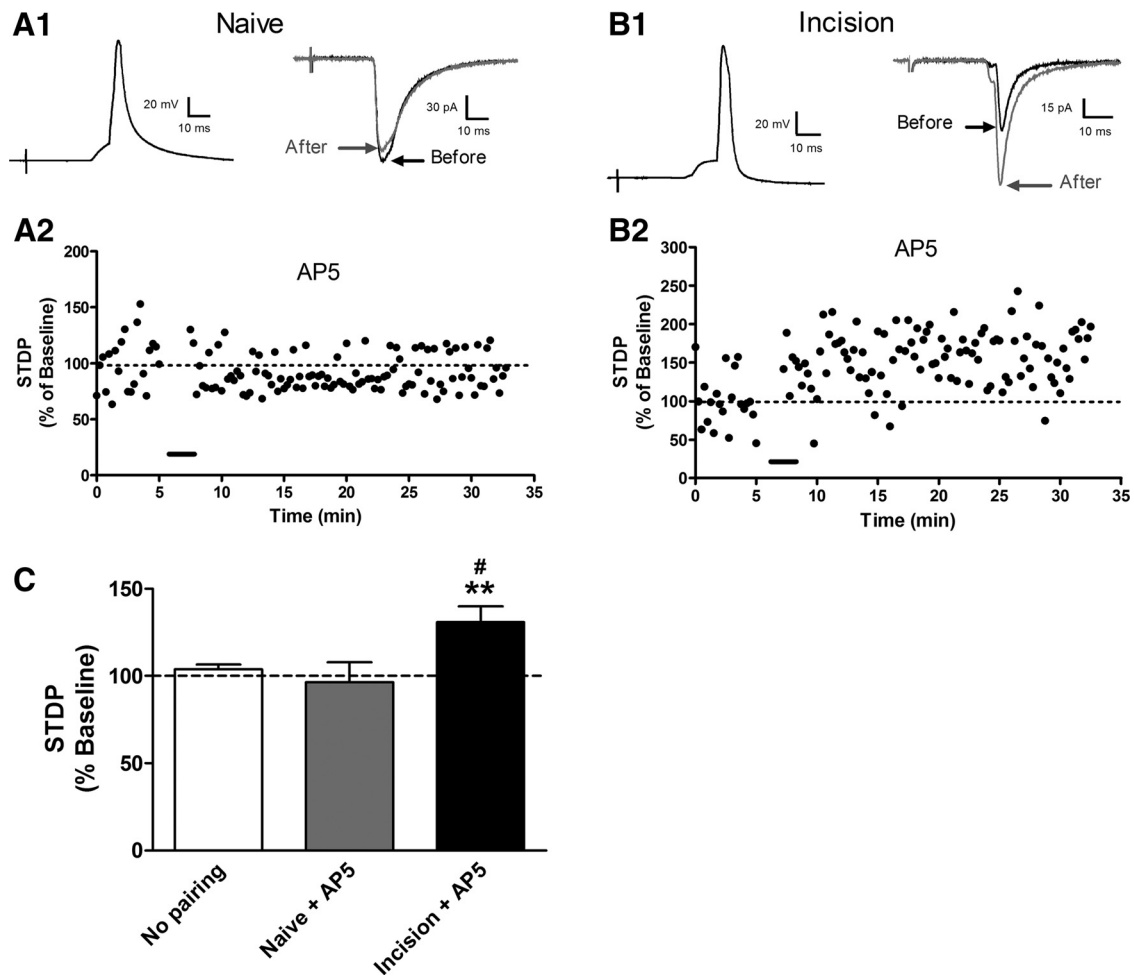 A1
Naive
20 mV
10 ms
30 pA
10 ms
After
Before
B1
Incision
20 mV
10 ms
15 pA
10 ms
Before
After
A2
AP5
STDP
(% of Baseline)
200
150
100
50
0
0 5 10 15 20 25 30 35
Time (min)
B2
AP5
STDP
(% of Baseline)
300
250
200
150
100
50
0
0 5 10 15 20 25 30 35
Time (min)
C
STDP
(% Baseline)
150
100
50
0
#
**
No pairing
Naive + AP5
Incision + AP5